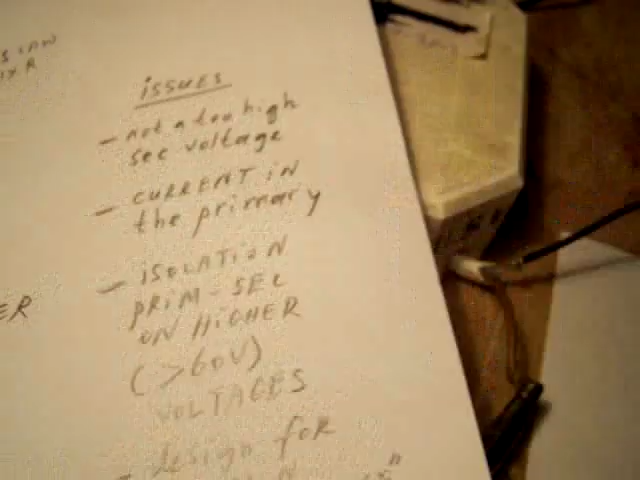 issues
- not a too high
sec voltage
- CURRENT IN
the primary
- ISOLATION
PRIM - SEC
ON HIGHER
(>60V)
VOLTAGES
- design for
ER